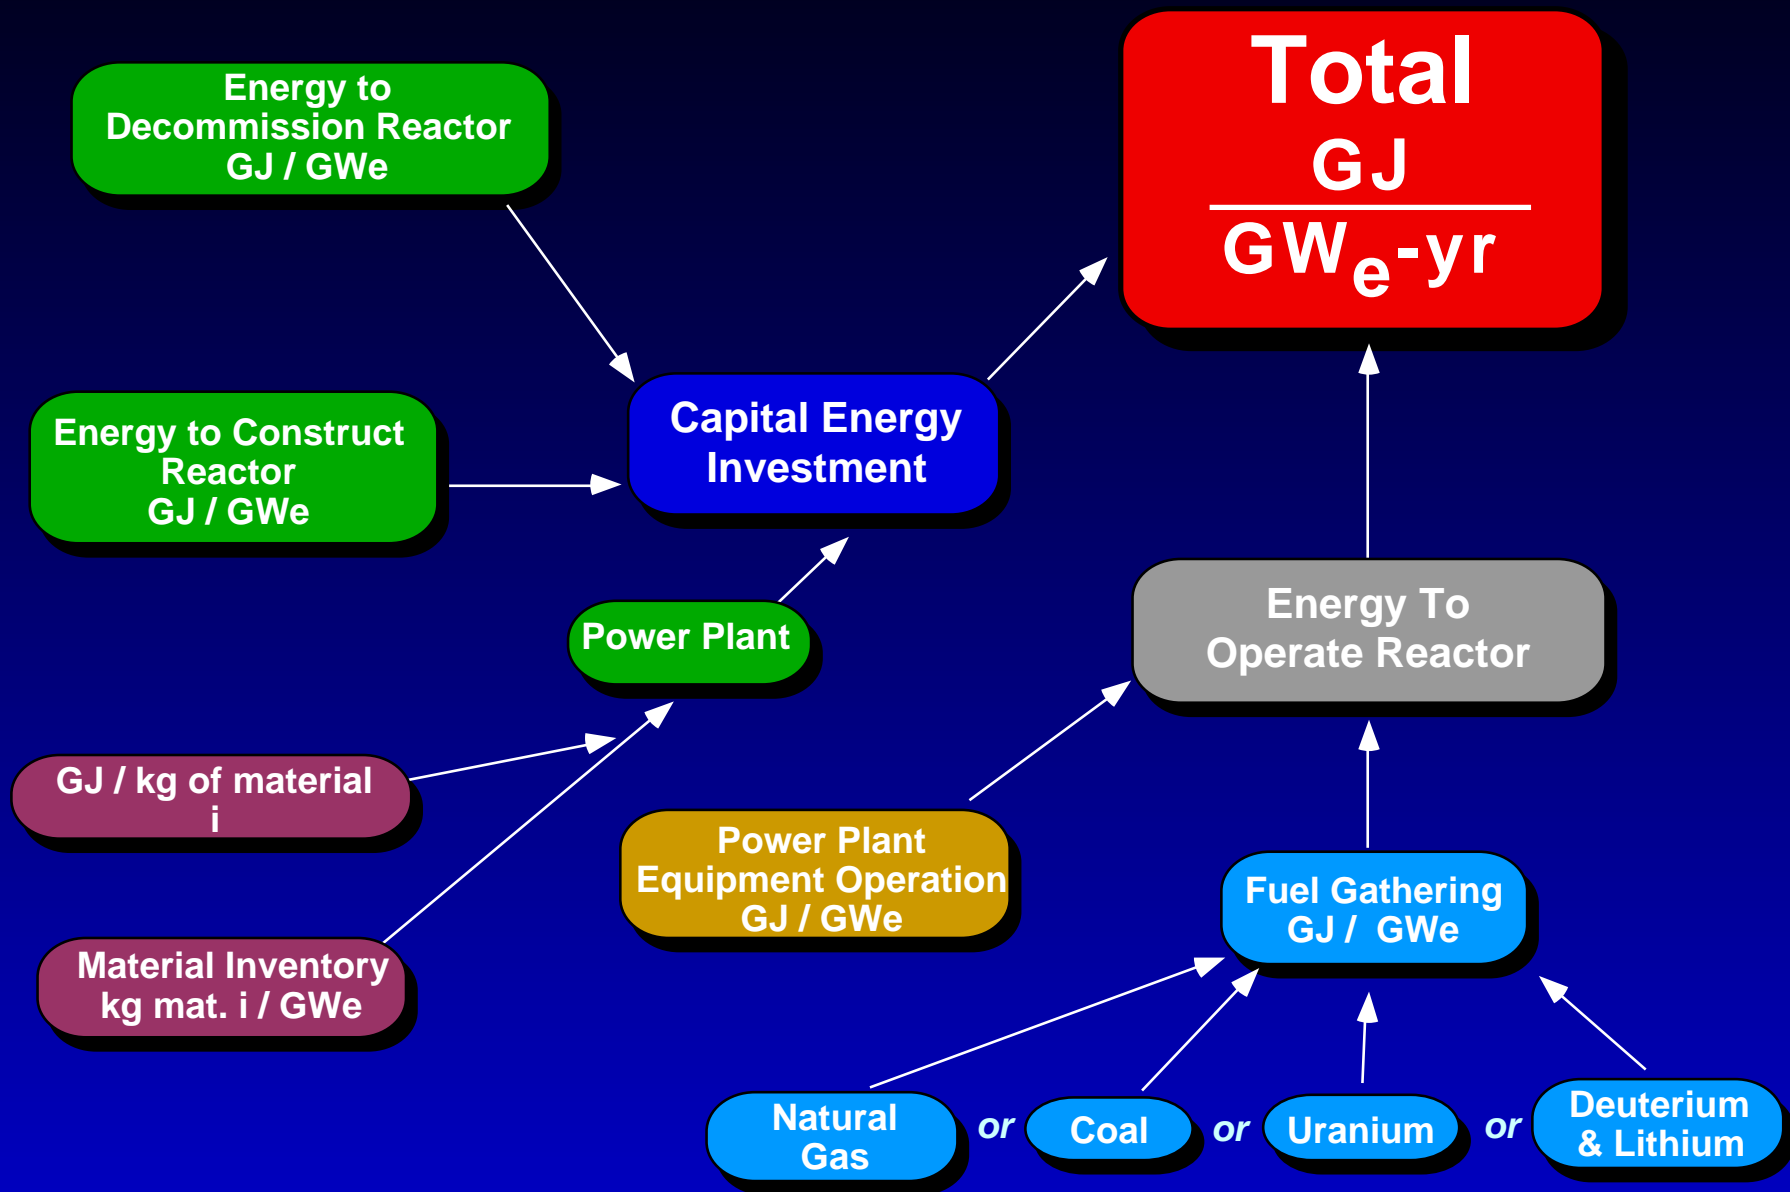 Total
GJ
GWe-yr
Energy to
Decommission Reactor
GJ / GWe
Energy to Construct
Reactor
GJ / GWe
Capital Energy
Investment
Power Plant
Energy To
Operate Reactor
GJ / kg of material
i
Material Inventory
kg mat. i / GWe
Power Plant
Equipment Operation
GJ / GWe
Fuel Gathering
GJ / GWe
Natural
Gas
or
Coal
or
Uranium
or
Deuterium
& Lithium